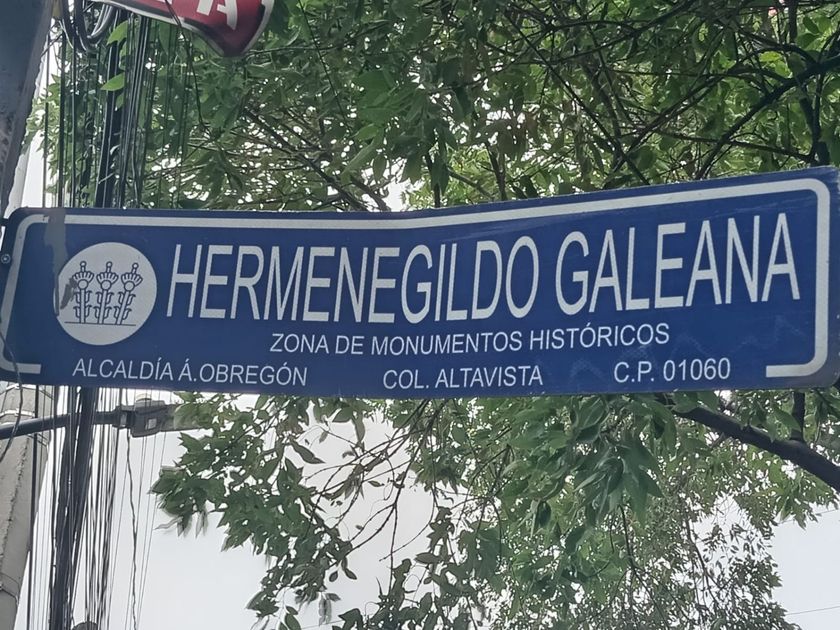 HERMENEGILDO GALEANA
ZONA DE MONUMENTOS HISTÓRICOS
ALCALDÍA Á.OBREGÓN COL. ALTAVISTA C.P. 01060